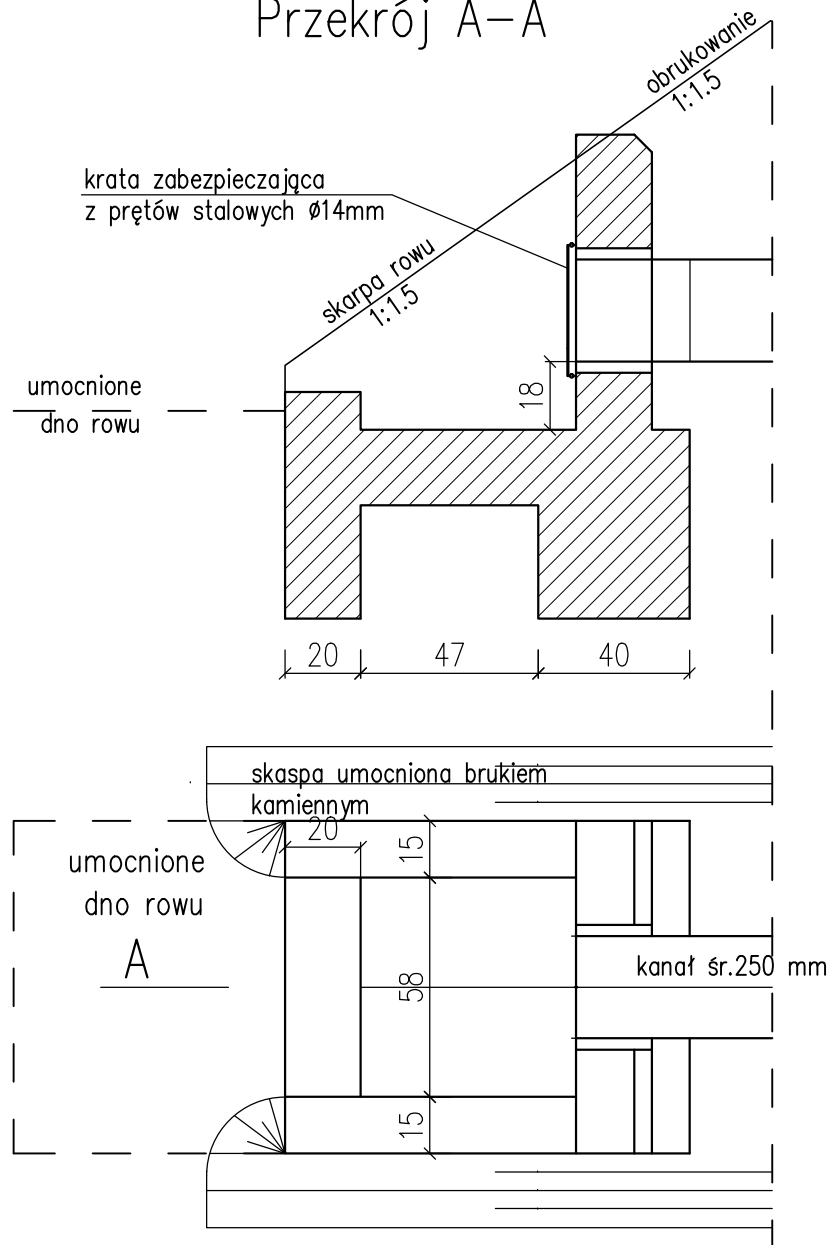 Przekrój A-A
obrukowanie
1:1.5
krata zabezpieczająca
z prętów stalowych Ø14mm
skarpa rowu
1:1.5
umocnione
dno rowu
18
20
47
40
skaspa umocniona brukiem
kamiennym
20
15
umocnione
dno rowu
A
58
kanał śr.250 mm
15